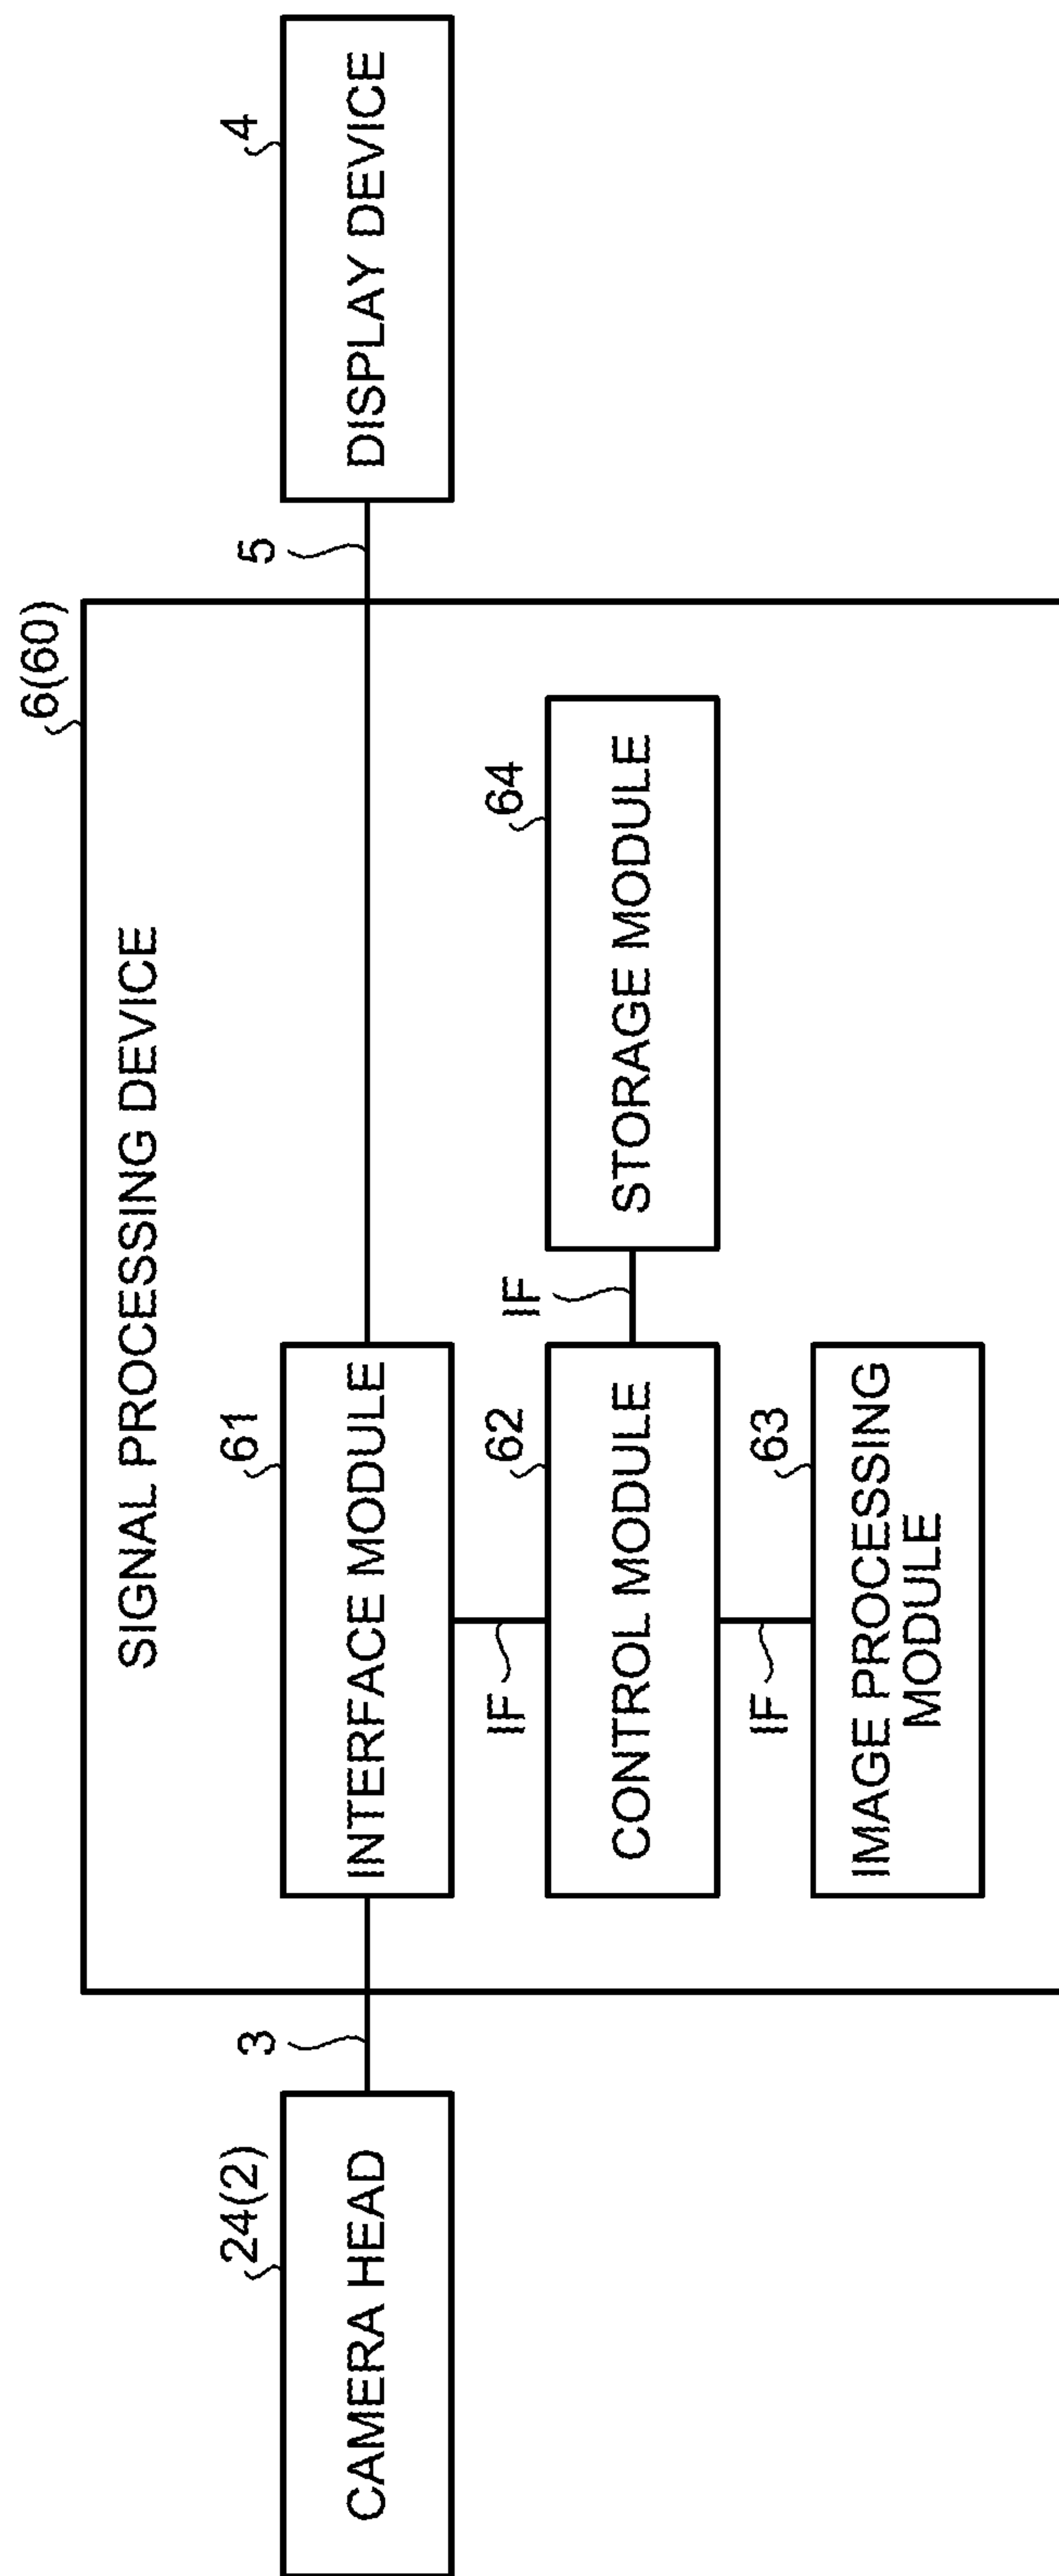 6(60)
SIGNAL PROCESSING DEVICE
24(2)
CAMERA HEAD
3
61
INTERFACE MODULE
5
4
DISPLAY DEVICE
IF
62
CONTROL MODULE
IF
64
STORAGE MODULE
IF
63
IMAGE PROCESSING
MODULE